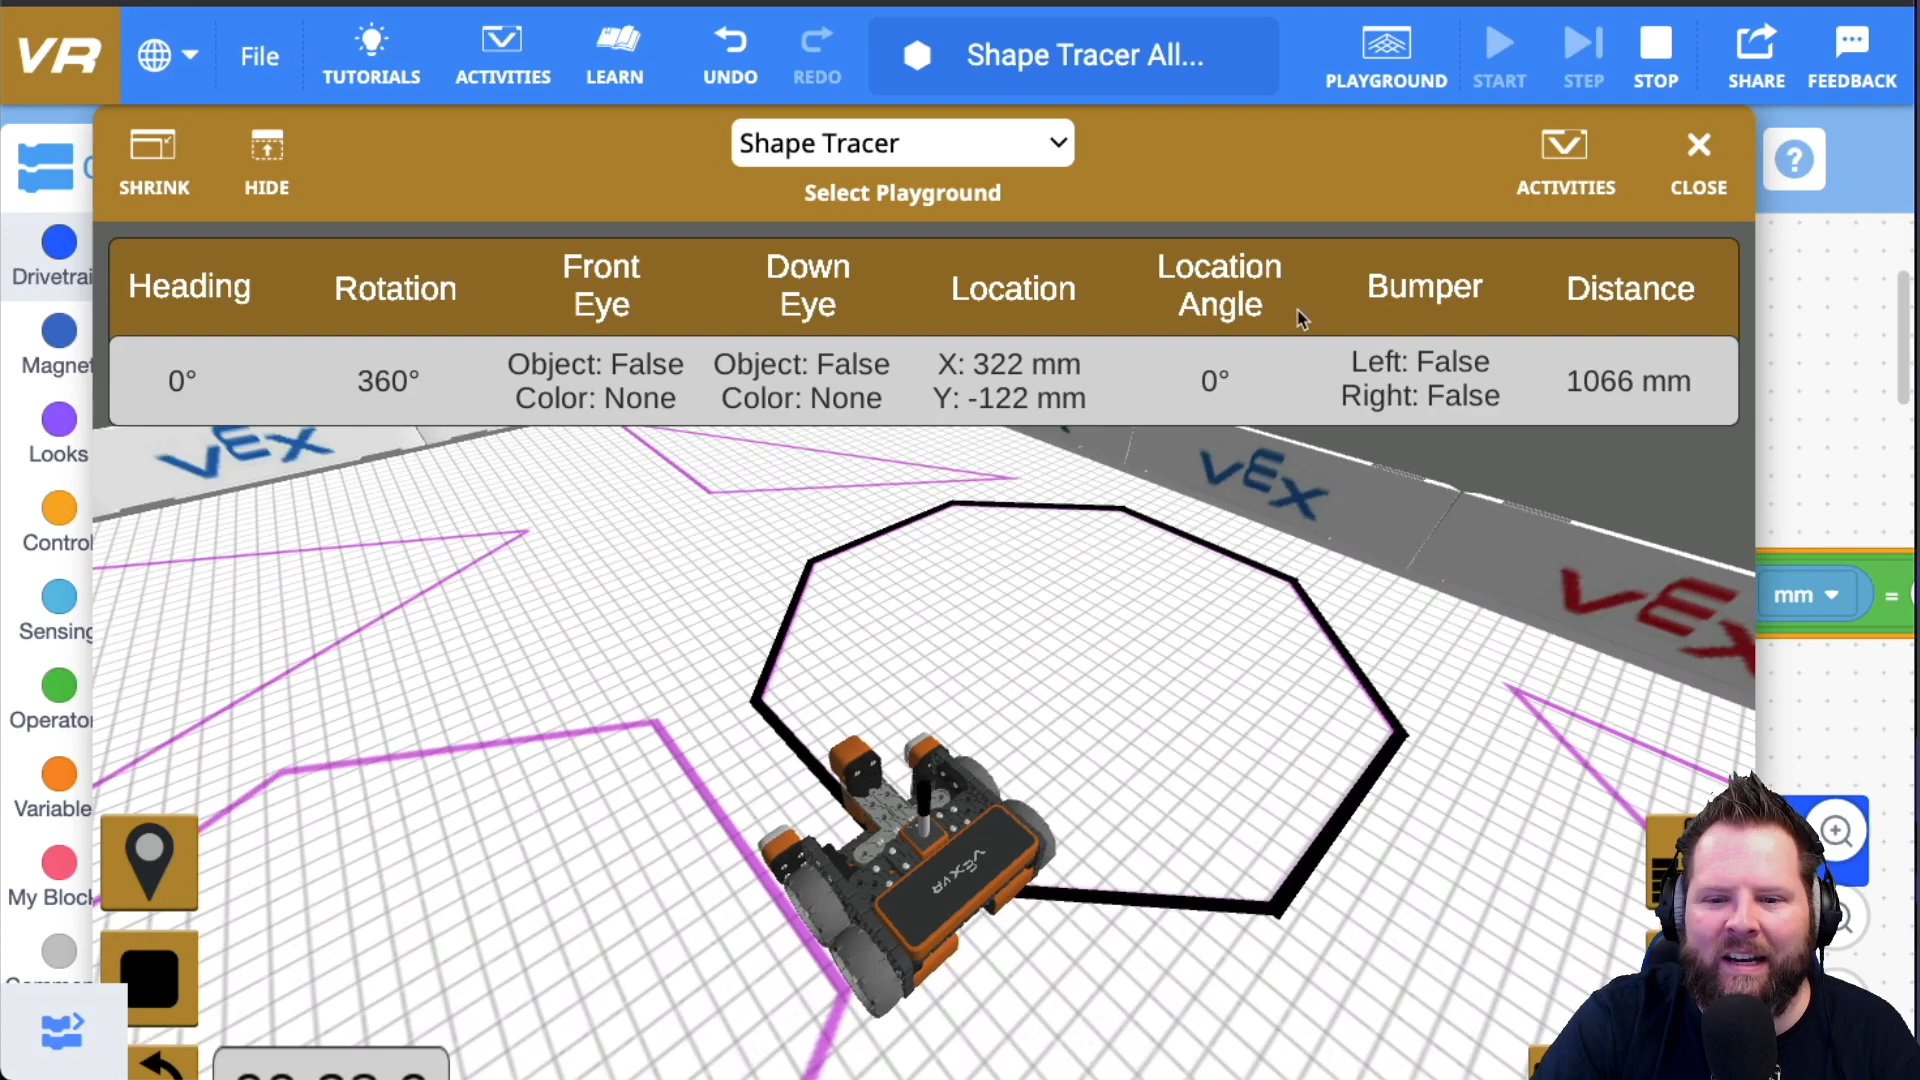 VR
File
TUTORIALS
ACTIVITIES
LEARN
UNDO
REDO
Shape Tracer All...
PLAYGROUND
START
STEP
STOP
SHARE
FEEDBACK
SHRINK
HIDE
Shape Tracer
Select Playground
ACTIVITIES
CLOSE
?
Drivetrai
Magnet
Looks
Control
Sensing
Operato
Variable
My Block
Heading
Rotation
Front Eye
Down Eye
Location
Location Angle
Bumper
Distance
0°
360°
Object: False
Color: None
Object: False
Color: None
X: 322 mm
Y: -122 mm
0°
Left: False
Right: False
1066 mm
VEX
VEX
VEX
mm
=
VEX VR